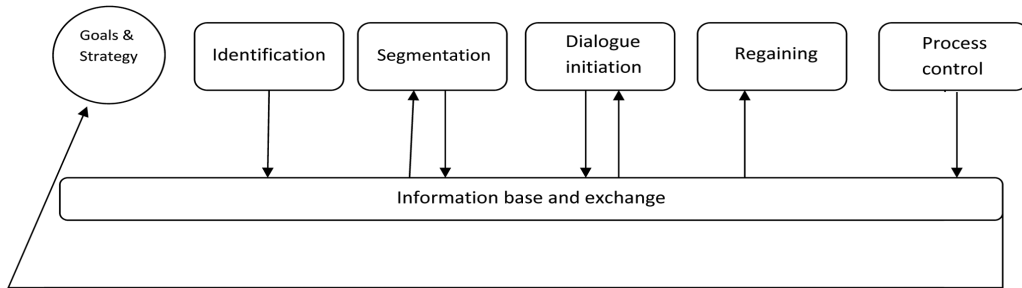 Goals &
Strategy
Identification
Segmentation
Dialogue
initiation
Regaining
Process
control
Information base and exchange